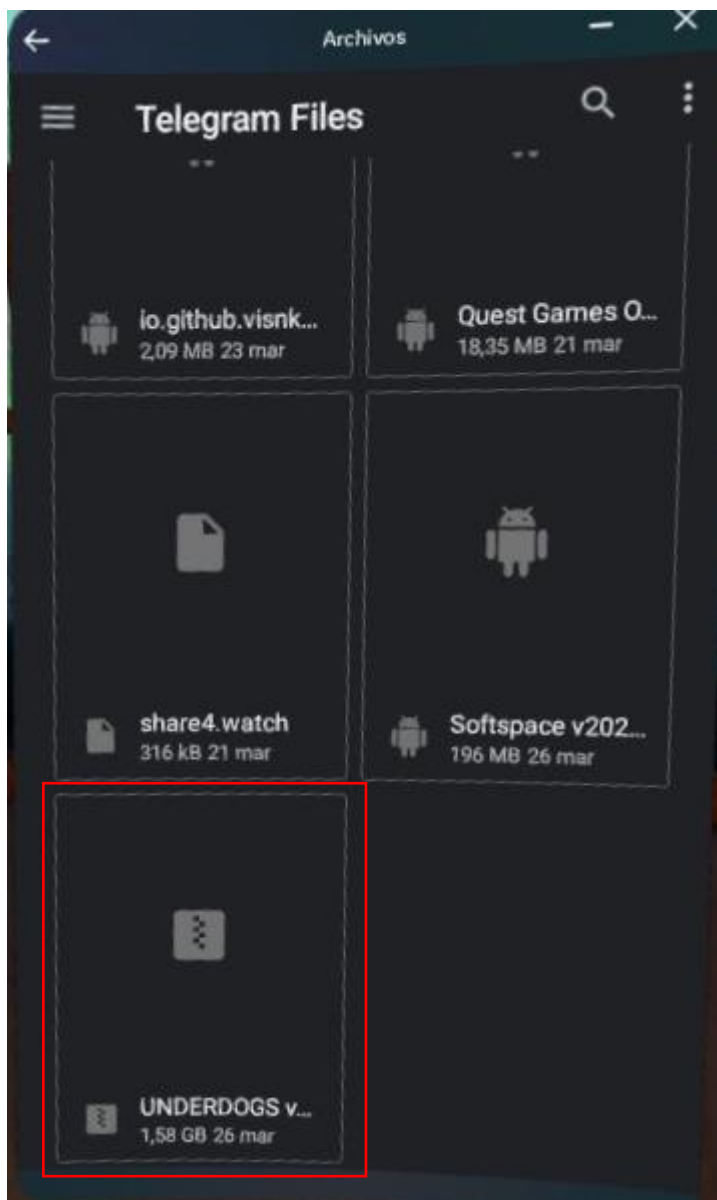 Archivos
Telegram Files
io.github.visnk...
2,09 MB 23 mar
Quest Games O...
18,35 MB 21 mar
share4.watch
316 kB 21 mar
Softspace v202...
196 MB 26 mar
UNDERDOGS v...
1,58 GB 26 mar